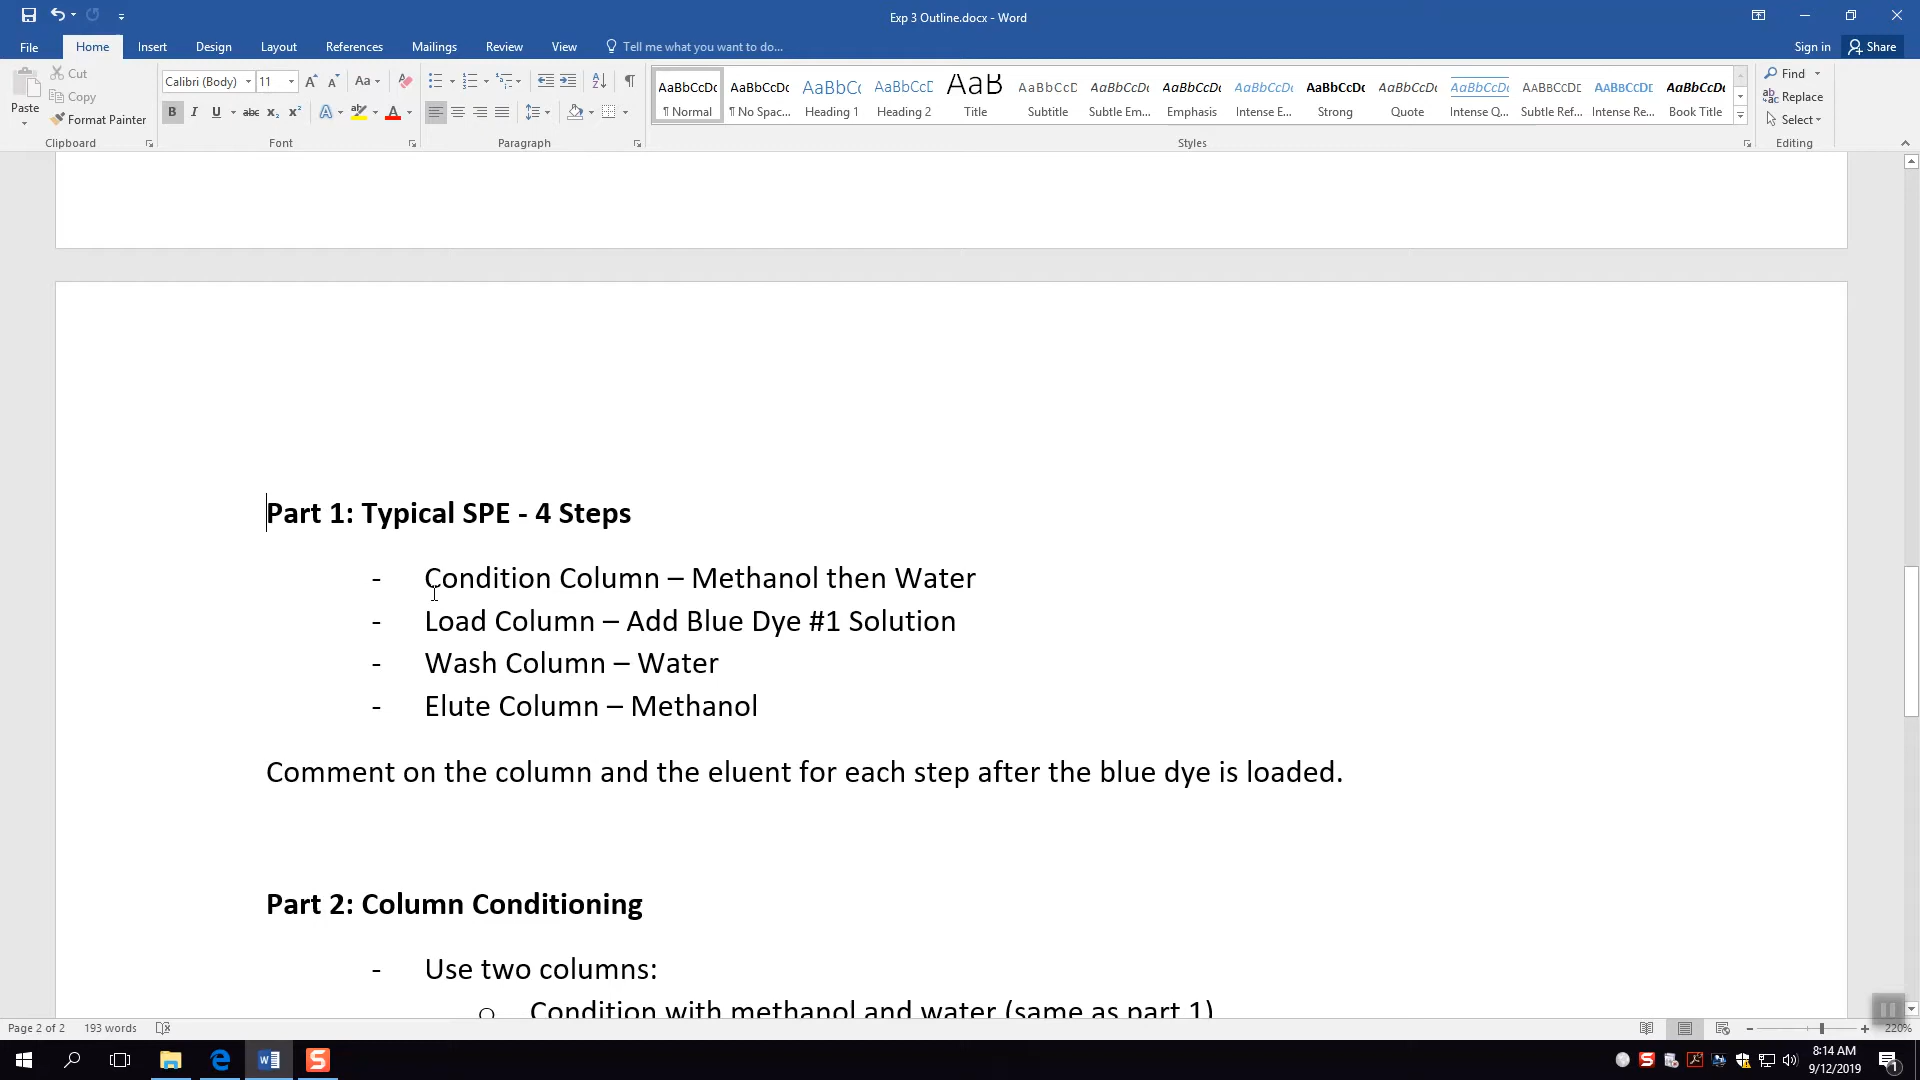 Exp 3 Outline.docx - Word
File Home Insert Design Layout References Mailings Review View Tell me what you want to do... Sign in Share
Cut
Copy
Format Painter
Paste
Clipboard
Calibri (Body) 11
Font
Paragraph
AaBbCcDc AaBbCcDc AaBbCc AaBbCcD AaB AaBbCcD AaBbCcDc AaBbCcDc AaBbCcDc AaBbCcDc AaBbCcDc AaBbCcDc AABBCCDC AABBCCDC AaBbCcDc
¶ Normal ¶ No Spac... Heading 1 Heading 2 Title Subtitle Subtle Em... Emphasis Intense E... Strong Quote Intense Q... Subtle Ref... Intense Re... Book Title
Styles
Find
Replace
Select
Editing
Part 1: Typical SPE - 4 Steps
- Condition Column – Methanol then Water
- Load Column – Add Blue Dye #1 Solution
- Wash Column – Water
- Elute Column – Methanol
Comment on the column and the eluent for each step after the blue dye is loaded.
Part 2: Column Conditioning
- Use two columns:
o Condition with methanol and water (same as part 1)
Page 2 of 2 193 words
220%
8:14 AM
9/12/2019